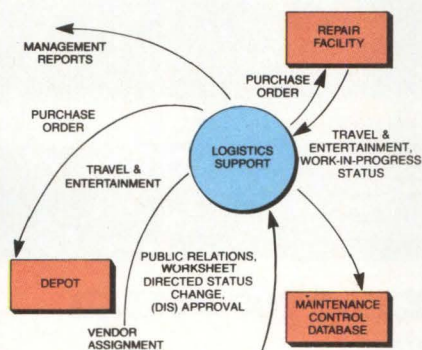 MANAGEMENT
REPORTS
REPAIR
FACILITY
PURCHASE
ORDER
PURCHASE
ORDER
LOGISTICS
SUPPORT
TRAVEL &
ENTERTAINMENT,
WORK-IN-PROGRESS
STATUS
TRAVEL &
ENTERTAINMENT
PUBLIC RELATIONS,
WORKSHEET
DIRECTED STATUS
CHANGE,
(DIS) APPROVAL
DEPOT
MAINTENANCE
CONTROL
DATABASE
VENDOR
ASSIGNMENT